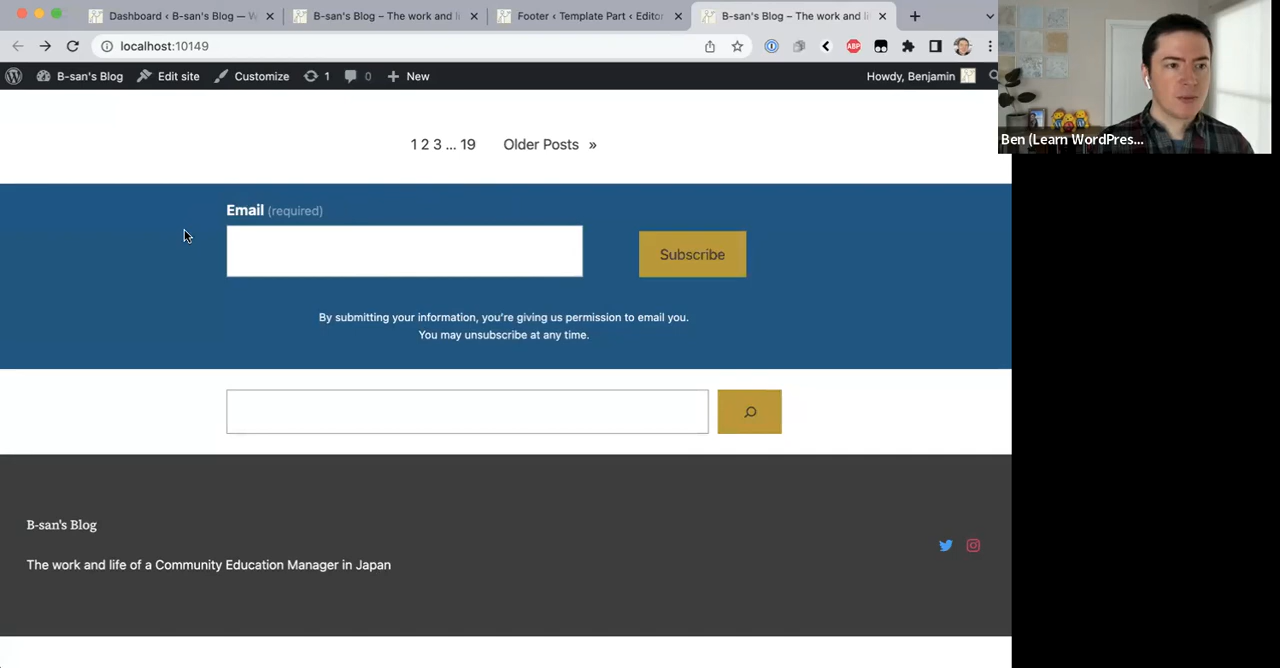 Dashboard ‹ B-san's Blog — W
B-san's Blog – The work and li
Footer ‹ Template Part ‹ Editor
B-san's Blog – The work and li
localhost:10149
ABP
B-san's Blog
Edit site
Customize
1
0
New
Howdy, Benjamin
Ben (Learn WordPres...
1 2 3 … 19 Older Posts »
Email (required)
Subscribe
By submitting your information, you're giving us permission to email you.
You may unsubscribe at any time.
B-san's Blog
The work and life of a Community Education Manager in Japan